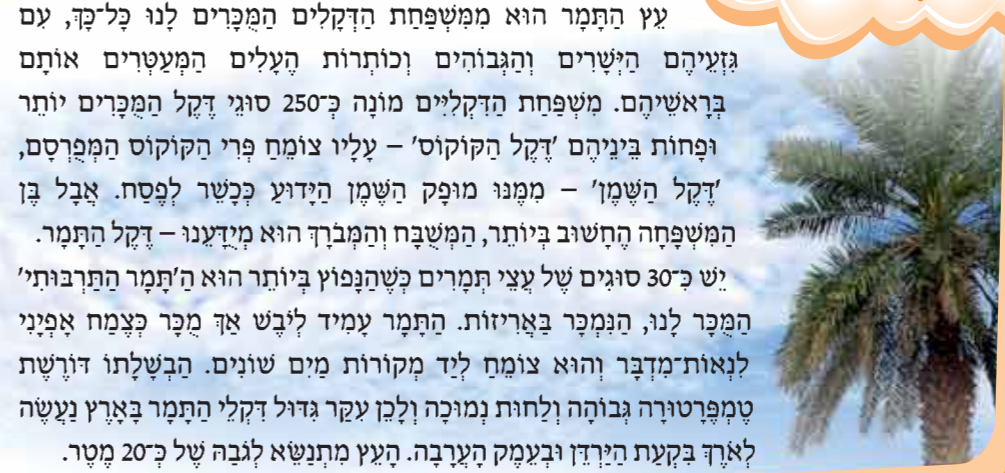 עֵץ הַתָּמָר הוּא מִמִּשְׁפַּחַת הַדְּקָלִים הַמֻּכָּרִים לָנוּ כָּל־כָּךְ, עִם
גִּזְעֵיהֶם הַיְּשָׁרִים וְהַגְּבוֹהִים וְכוֹתְרוֹת הֶעָלִים הַמְּעַטְּרִים אוֹתָם
בְּרָאשֵׁיהֶם. מִשְׁפַּחַת הַדִּקְלִיִּים מוֹנָה כְּ־250 סוּגֵי דֶּקֶל הַמֻּכָּרִים יוֹתֵר
וּפָחוֹת בֵּינֵיהֶם 'דֶּקֶל הַקּוֹקוֹס' – עָלָיו צוֹמֵחַ פְּרִי הַקּוֹקוֹס הַמְּפֻרְסָם,
'דֶּקֶל הַשֶּׁמֶן' – מִמֶּנּוּ מוּפָק הַשֶּׁמֶן הַיָּדוּעַ כְּכָשֵׁר לְפֶסַח. אֲבָל בֶּן
הַמִּשְׁפָּחָה הֶחָשׁוּב בְּיוֹתֵר, הַמְּשֻׁבָּח וְהַמְּבֹרָךְ הוּא מְיֻדָּעֵנוּ – דֶּקֶל הַתָּמָר.
יֵשׁ כְּ־30 סוּגִים שֶׁל עֲצֵי תְּמָרִים כְּשֶׁהַנָּפוֹץ בְּיוֹתֵר הוּא הַ'תָּמָר הַתַּרְבּוּתִי'
הַמֻּכָּר לָנוּ, הַנִּמְכָּר בַּאֲרִיזוֹת. הַתָּמָר עָמִיד לְיֹבֶשׁ אַךְ מֻכָּר כְּצֶמַח אָפְיָנִי
לִנְאוֹת־מִדְבָּר וְהוּא צוֹמֵחַ לְיַד מְקוֹרוֹת מַיִם שׁוֹנִים. הַבְשָׁלָתוֹ דּוֹרֶשֶׁת
טֶמְפֶּרָטוּרָה גְּבוֹהָה וְלַחוּת נְמוּכָה וְלָכֵן עִקַּר גִּדּוּל דִּקְלֵי הַתָּמָר בָּאָרֶץ נַעֲשֶׂה
לְאֹרֶךְ בִּקְעַת הַיַּרְדֵּן וּבְעֵמֶק הָעֲרָבָה. הָעֵץ מִתְנַשֵּׂא לְגֹבַהּ שֶׁל כְּ־20 מֶטֶר.